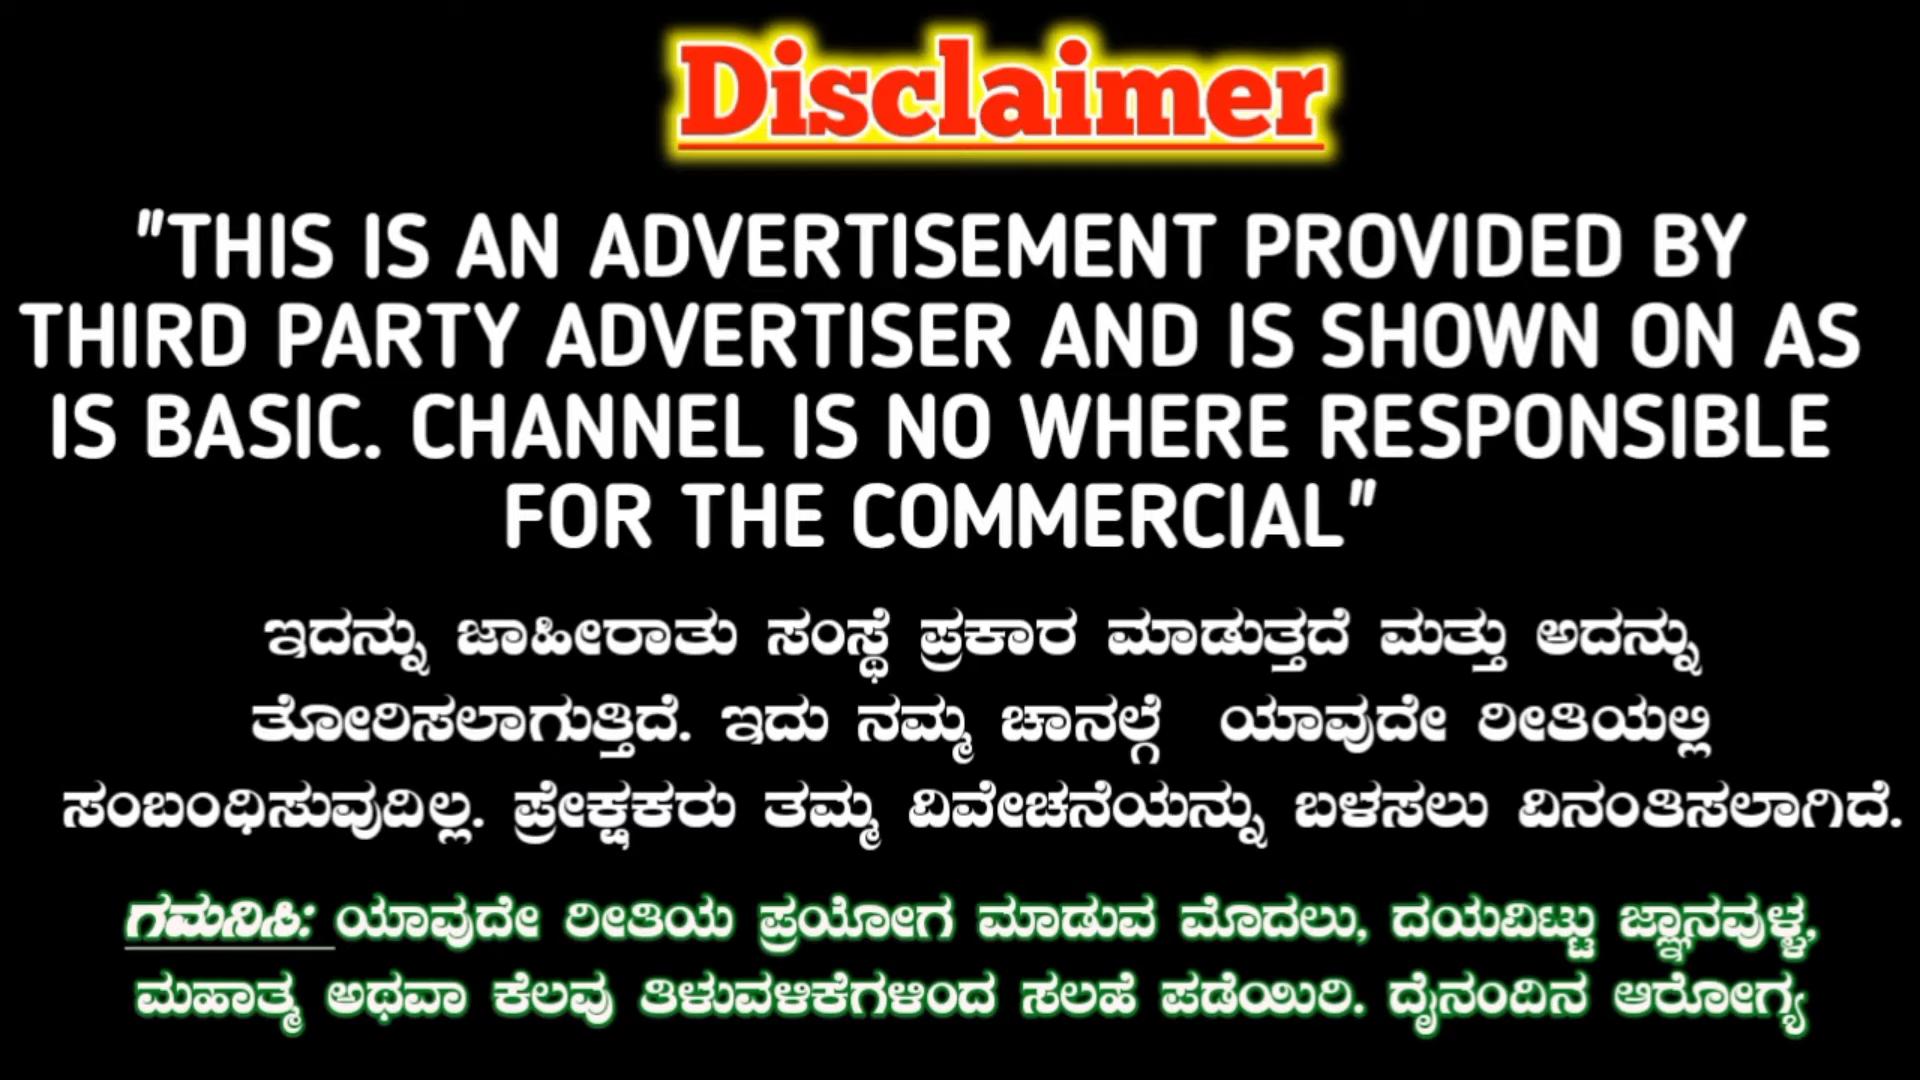 Disclaimer
"THIS IS AN ADVERTISEMENT PROVIDED BY
THIRD PARTY ADVERTISER AND IS SHOWN ON AS
IS BASIC. CHANNEL IS NO WHERE RESPONSIBLE
FOR THE COMMERCIAL"
ಇದನ್ನು ಜಾಹೀರಾತು ಸಂಸ್ಥೆ ಪ್ರಕಾರ ಮಾಡುತ್ತದೆ ಮತ್ತು ಅದನ್ನು
ತೋರಿಸಲಾಗುತ್ತಿದೆ. ಇದು ನಮ್ಮ ಚಾನಲ್ಗೆ ಯಾವುದೇ ರೀತಿಯಲ್ಲಿ
ಸಂಬಂಧಿಸುವುದಿಲ್ಲ. ಪ್ರೇಕ್ಷಕರು ತಮ್ಮ ವಿವೇಚನೆಯನ್ನು ಬಳಸಲು ವಿನಂತಿಸಲಾಗಿದೆ.
ಗಮನಿಸಿ: ಯಾವುದೇ ರೀತಿಯ ಪ್ರಯೋಗ ಮಾಡುವ ಮೊದಲು, ದಯವಿಟ್ಟು ಜ್ಞಾನವುಳ್ಳ,
ಮಹಾತ್ಮ ಅಥವಾ ಕೆಲವು ತಿಳುವಳಿಕೆಗಳಿಂದ ಸಲಹೆ ಪಡೆಯಿರಿ. ದೈನಂದಿನ ಆರೋಗ್ಯ